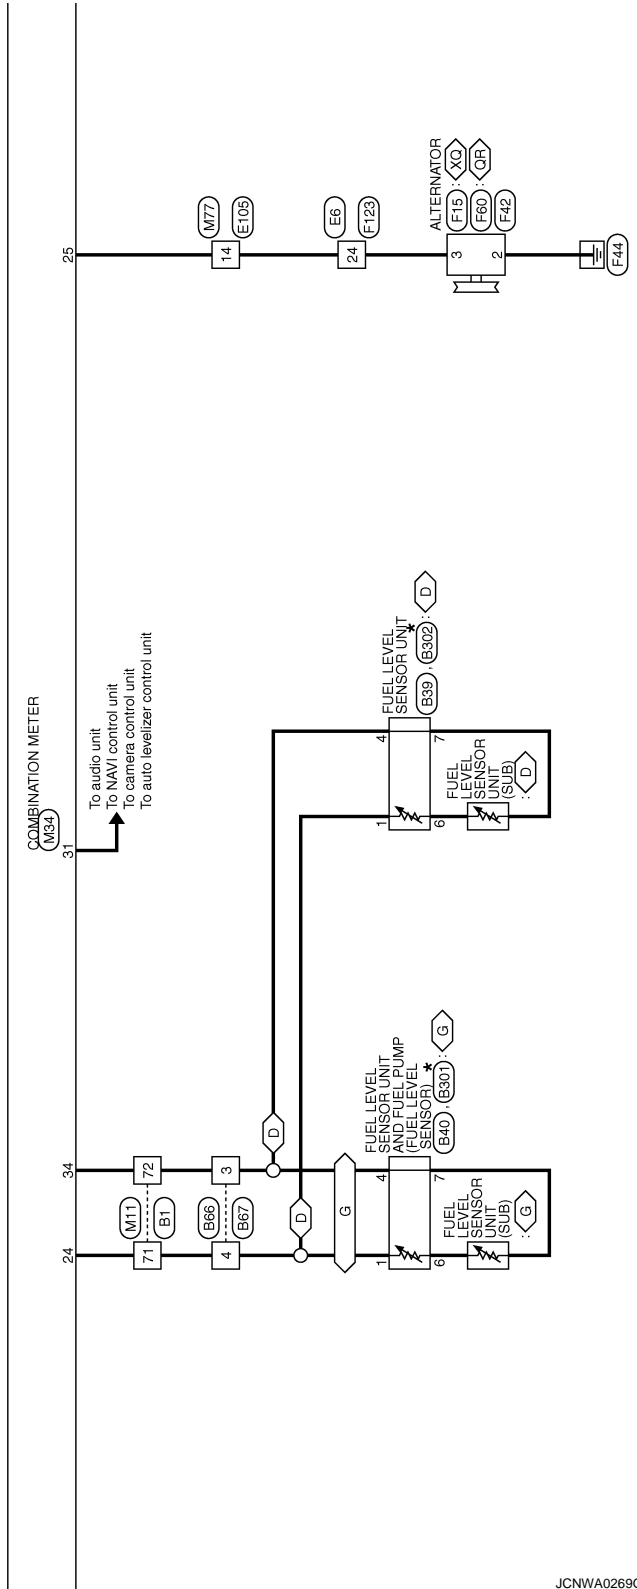 COMBINATION METER
M34
24
34
31
25
To audio unit
To NAVI control unit
To camera control unit
To auto levelizer control unit
71
72
M11
B1
4
3
B66
B67
D
D
G
1
4
6
7
FUEL LEVEL
SENSOR UNIT
AND FUEL PUMP
(FUEL LEVEL
SENSOR) *
B40 , B301 : G
FUEL
LEVEL
SENSOR
UNIT
(SUB)
: G
1
4
6
7
FUEL LEVEL
SENSOR UNIT *
B39 , B302 : D
FUEL
LEVEL
SENSOR
UNIT
(SUB)
: D
14
M77
E105
24
E6
F123
3
2
ALTERNATOR
F15 : XQ
F60 : QR
F42
F44
JCNWA0269G